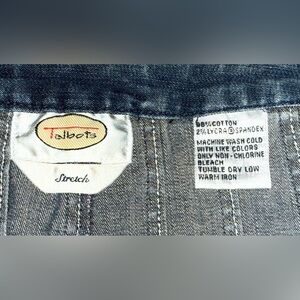 Talbots
Stretch
98% COTTON
2% LYCRA ® SPANDEX
MACHINE WASH COLD
WITH LIKE COLORS
ONLY NON-CHLORINE
BLEACH
TUMBLE DRY LOW
WARM IRON